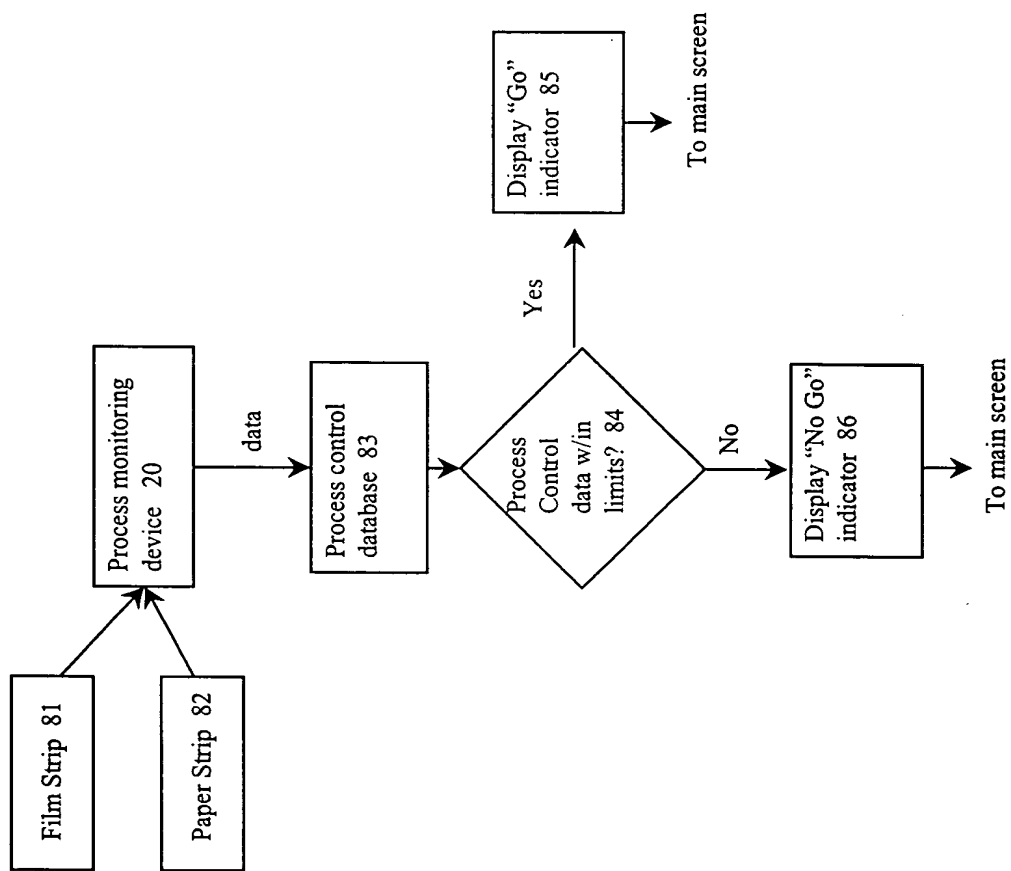 Film Strip 81
Paper Strip 82
Process monitoring
device 20
data
Process control
database 83
Process
Control
data w/in
limits? 84
Yes
Display “Go”
indicator 85
To main screen
No
Display “No Go”
indicator 86
To main screen